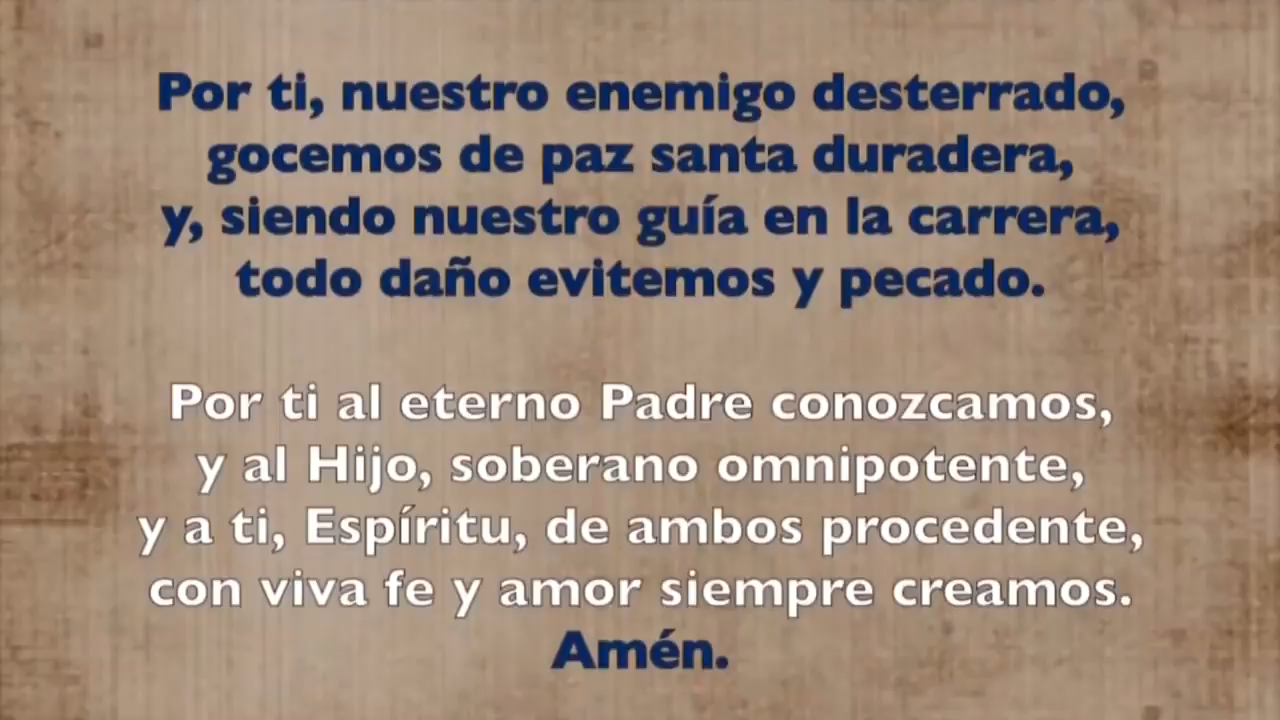 Por ti, nuestro enemigo desterrado,
gocemos de paz santa duradera,
y, siendo nuestro guía en la carrera,
todo daño evitemos y pecado.
Por ti al eterno Padre conozcamos,
y al Hijo, soberano omnipotente,
y a ti, Espíritu, de ambos procedente,
con viva fe y amor siempre creamos.
Amén.